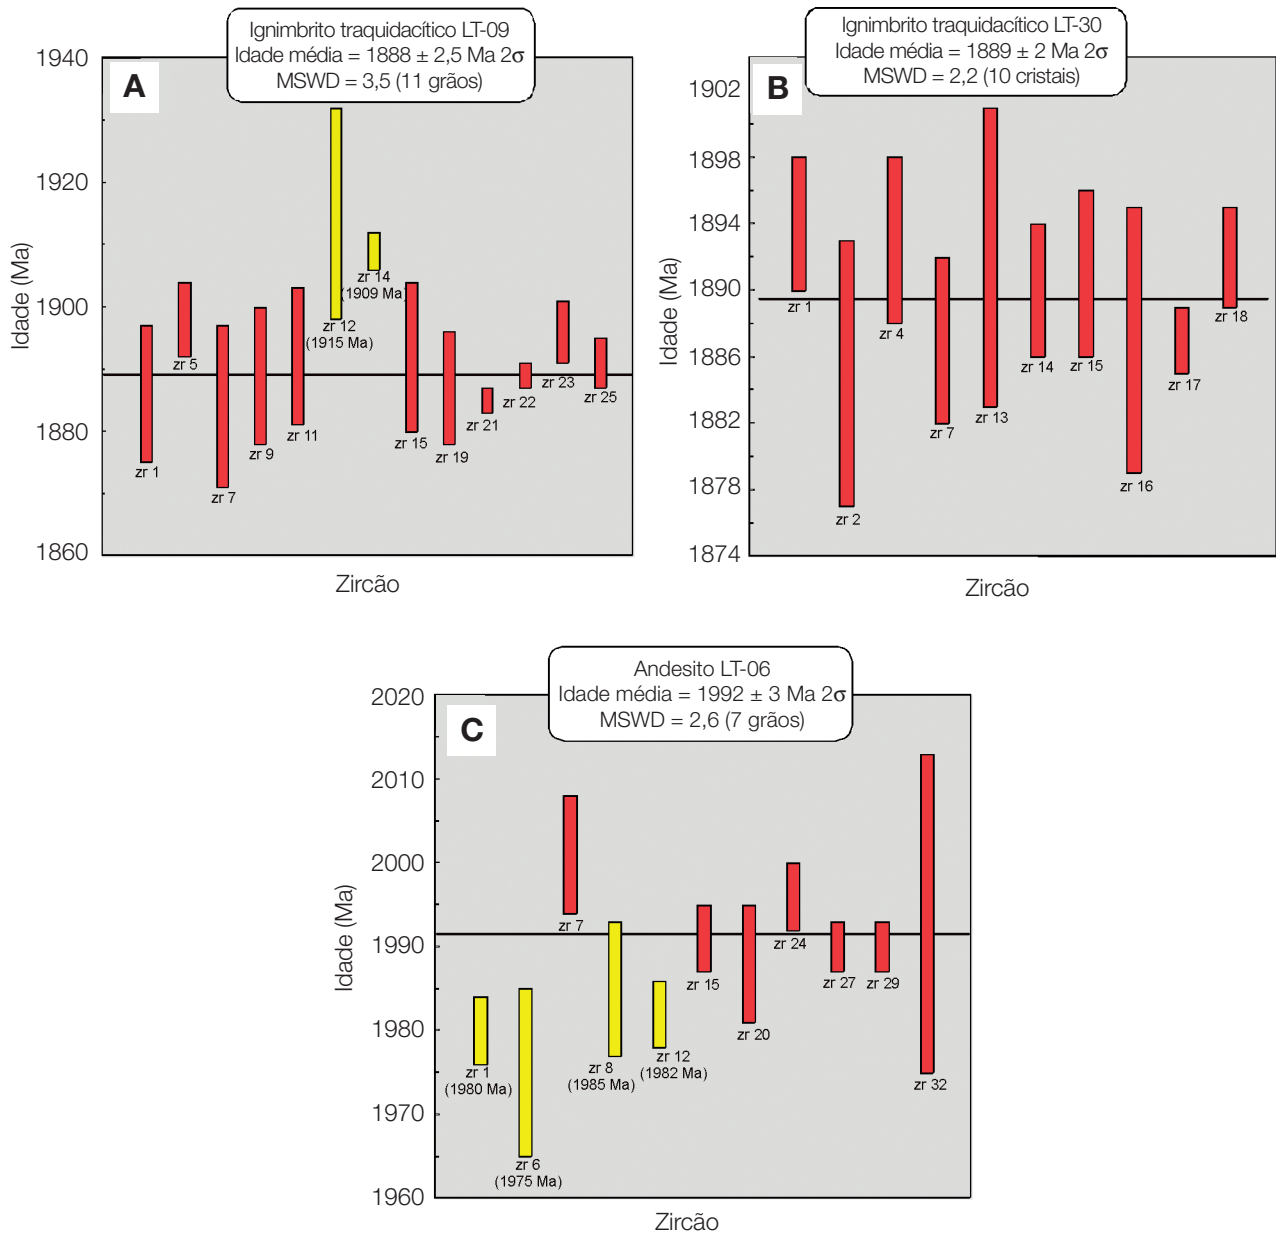 Ignimbrito traquidacítico LT-09
Idade média = 1888 ± 2,5 Ma 2σ
MSWD = 3,5 (11 grãos)
A
1940
1920
1900
1880
1860
Idade (Ma)
zr 1
zr 5
zr 7
zr 9
zr 11
zr 12
(1915 Ma)
zr 14
(1909 Ma)
zr 15
zr 19
zr 21
zr 22
zr 23
zr 25
Zircão
Ignimbrito traquidacítico LT-30
Idade média = 1889 ± 2 Ma 2σ
MSWD = 2,2 (10 cristais)
B
1902
1898
1894
1890
1886
1882
1878
1874
Idade (Ma)
zr 1
zr 2
zr 4
zr 7
zr 13
zr 14
zr 15
zr 16
zr 17
zr 18
Zircão
Andesito LT-06
Idade média = 1992 ± 3 Ma 2σ
MSWD = 2,6 (7 grãos)
C
2020
2010
2000
1990
1980
1970
1960
Idade (Ma)
zr 1
(1980 Ma)
zr 6
(1975 Ma)
zr 7
zr 8
(1985 Ma)
zr 12
(1982 Ma)
zr 15
zr 20
zr 24
zr 27
zr 29
zr 32
Zircão